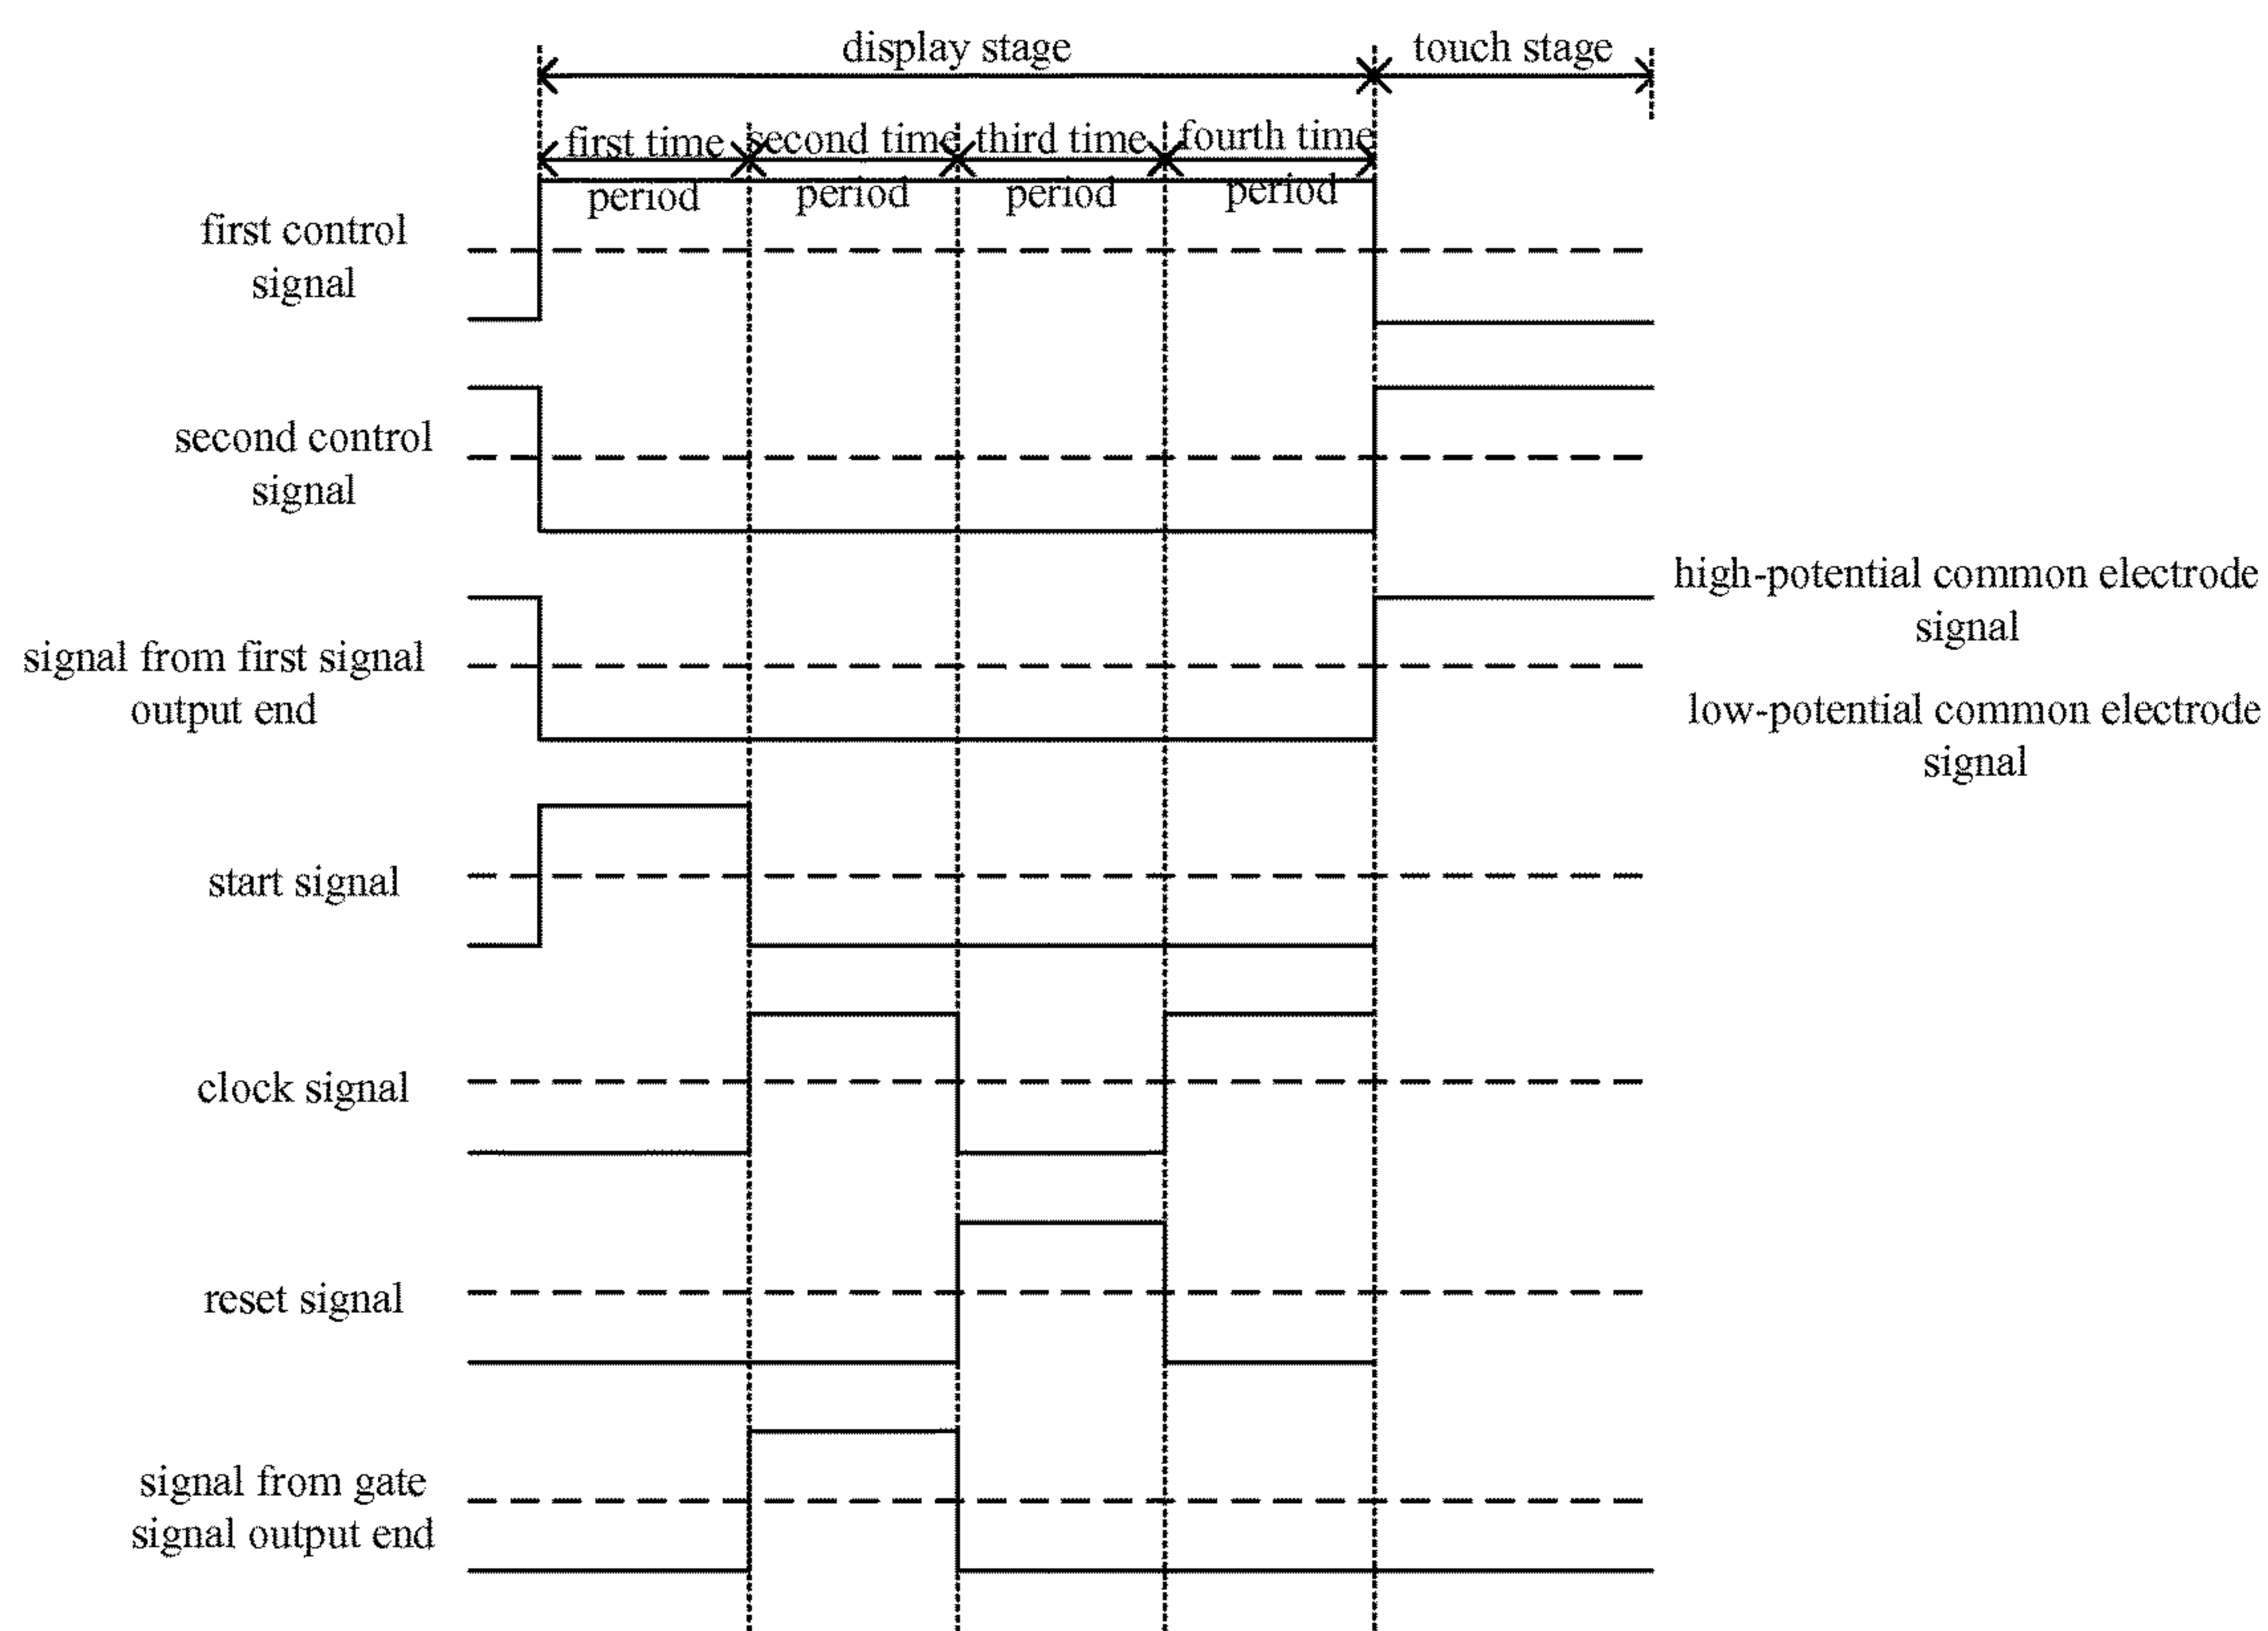 display stage
touch stage
first time
period
second time
period
third time
period
fourth time
period
first control
signal
second control
signal
signal from first signal
output end
high-potential common electrode
signal
low-potential common electrode
signal
start signal
clock signal
reset signal
signal from gate
signal output end